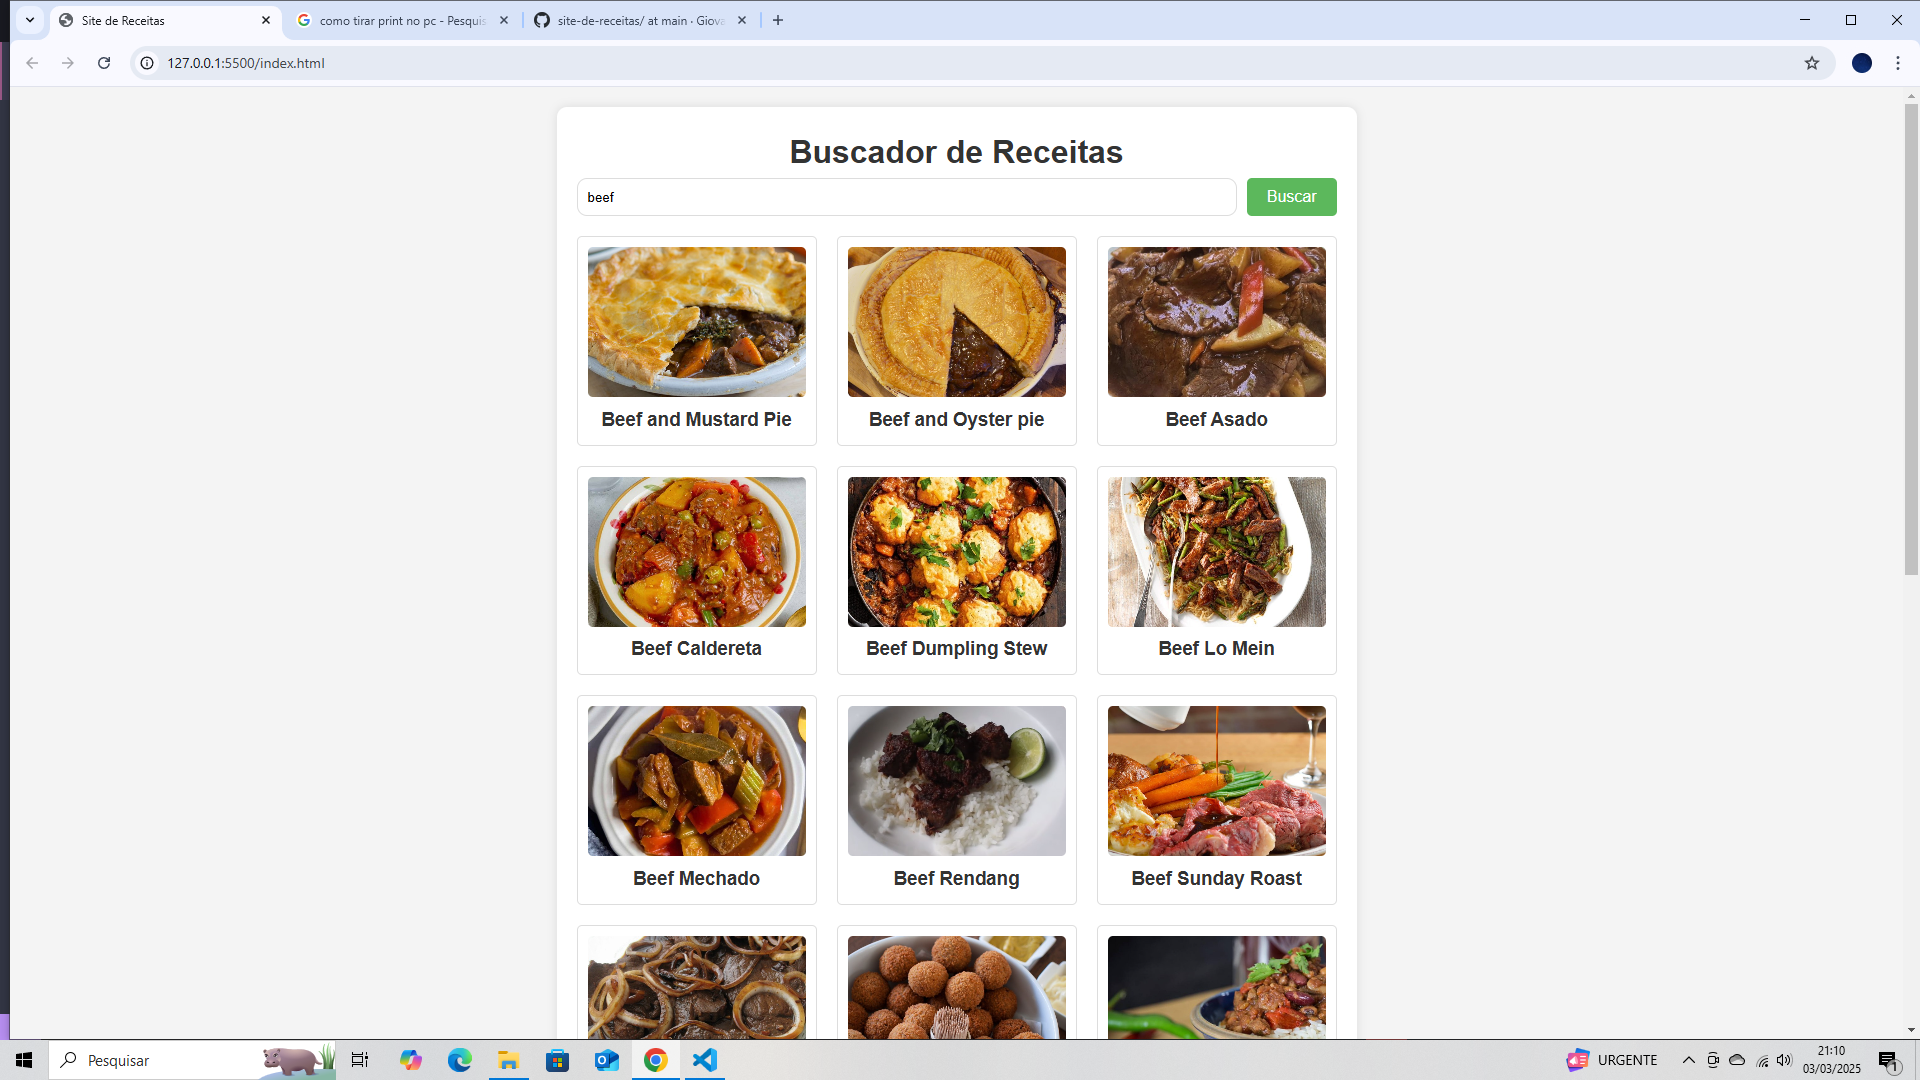 Site de Receitas
como tirar print no pc - Pesquis
site-de-receitas/ at main · Giova
127.0.0.1:5500/index.html
Buscador de Receitas
beef
Buscar
Beef and Mustard Pie
Beef and Oyster pie
Beef Asado
Beef Caldereta
Beef Dumpling Stew
Beef Lo Mein
Beef Mechado
Beef Rendang
Beef Sunday Roast
Pesquisar
URGENTE
21:10
03/03/2025
1